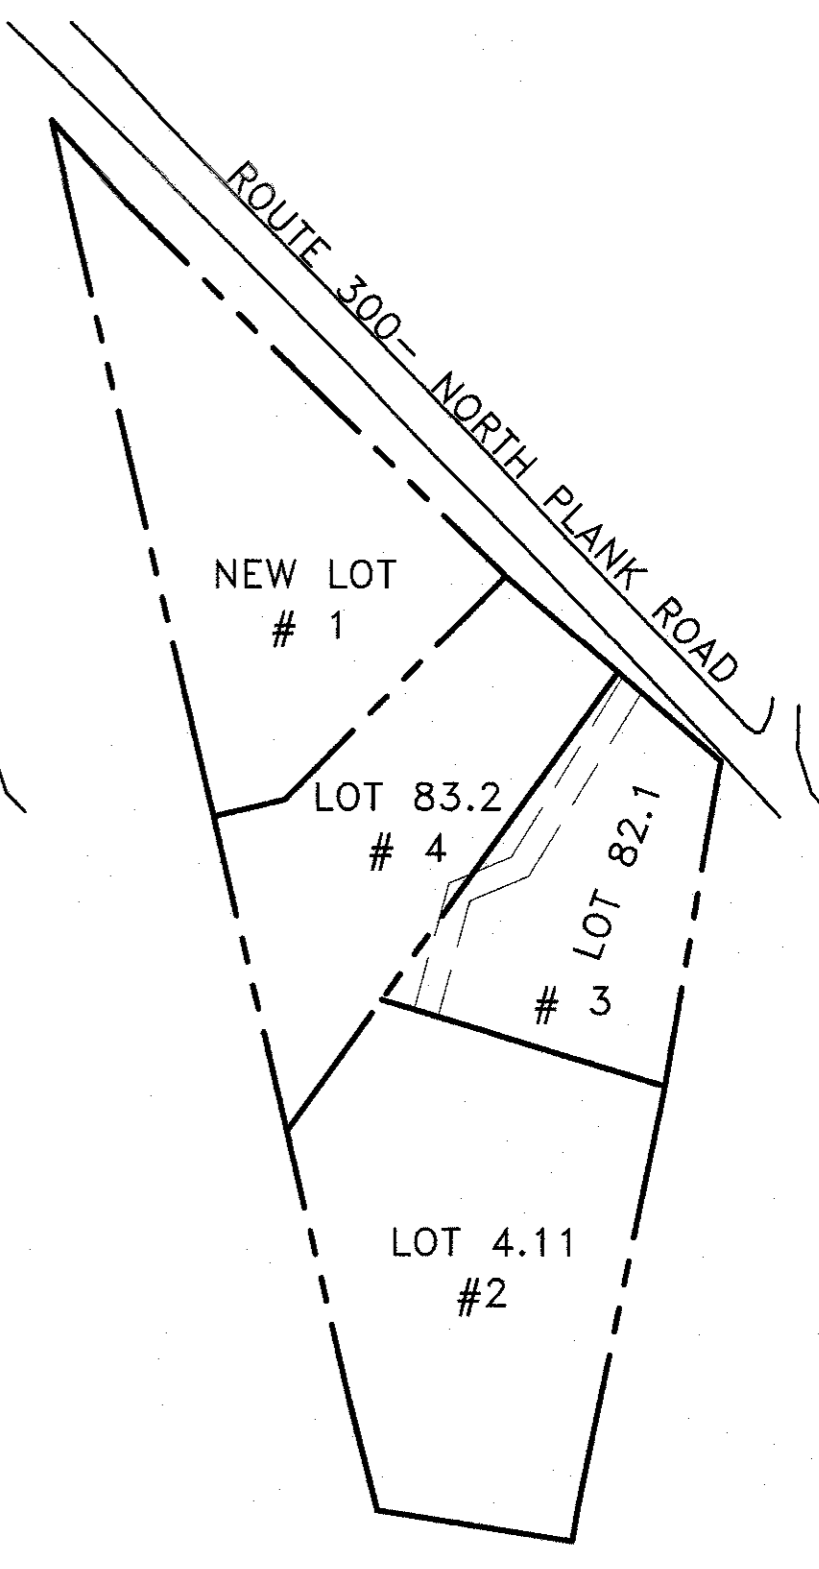 ROUTE 300- NORTH PLANK ROAD
NEW LOT
# 1
LOT 83.2
# 4
LOT 82.1
# 3
LOT 4.11
#2